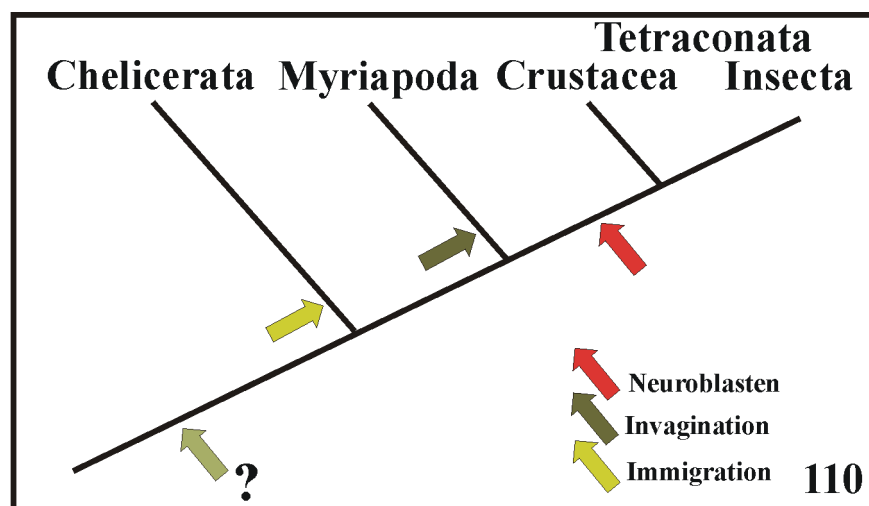 Tetraconata
Chelicerata Myriapoda Crustacea Insecta
?
Neuroblasten
Invagination
Immigration
110